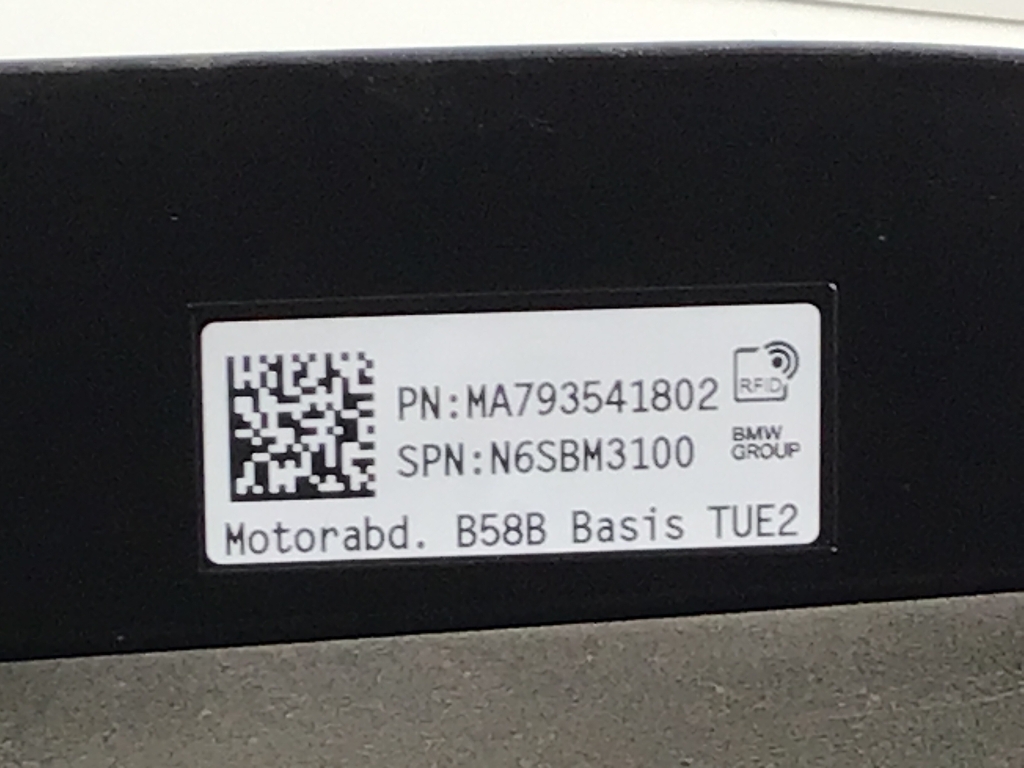 PN:MA793541802
SPN:N6SBM3100
RFID
BMW
GROUP
Motorabd. B58B Basis TUE2